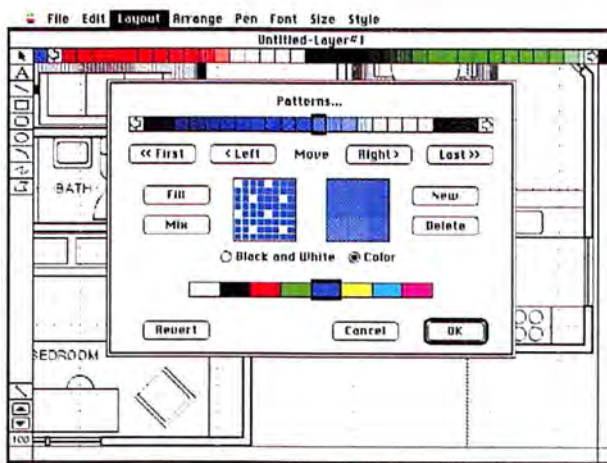 File Edit Layout Arrange Pen Font Size Style
Untitled-Layer#1
A
Patterns...
<< First < Left Move Right > Last >>
BATH
Fill New
Mix Delete
Black and White Color
Revert Cancel OK
BEDROOM
100